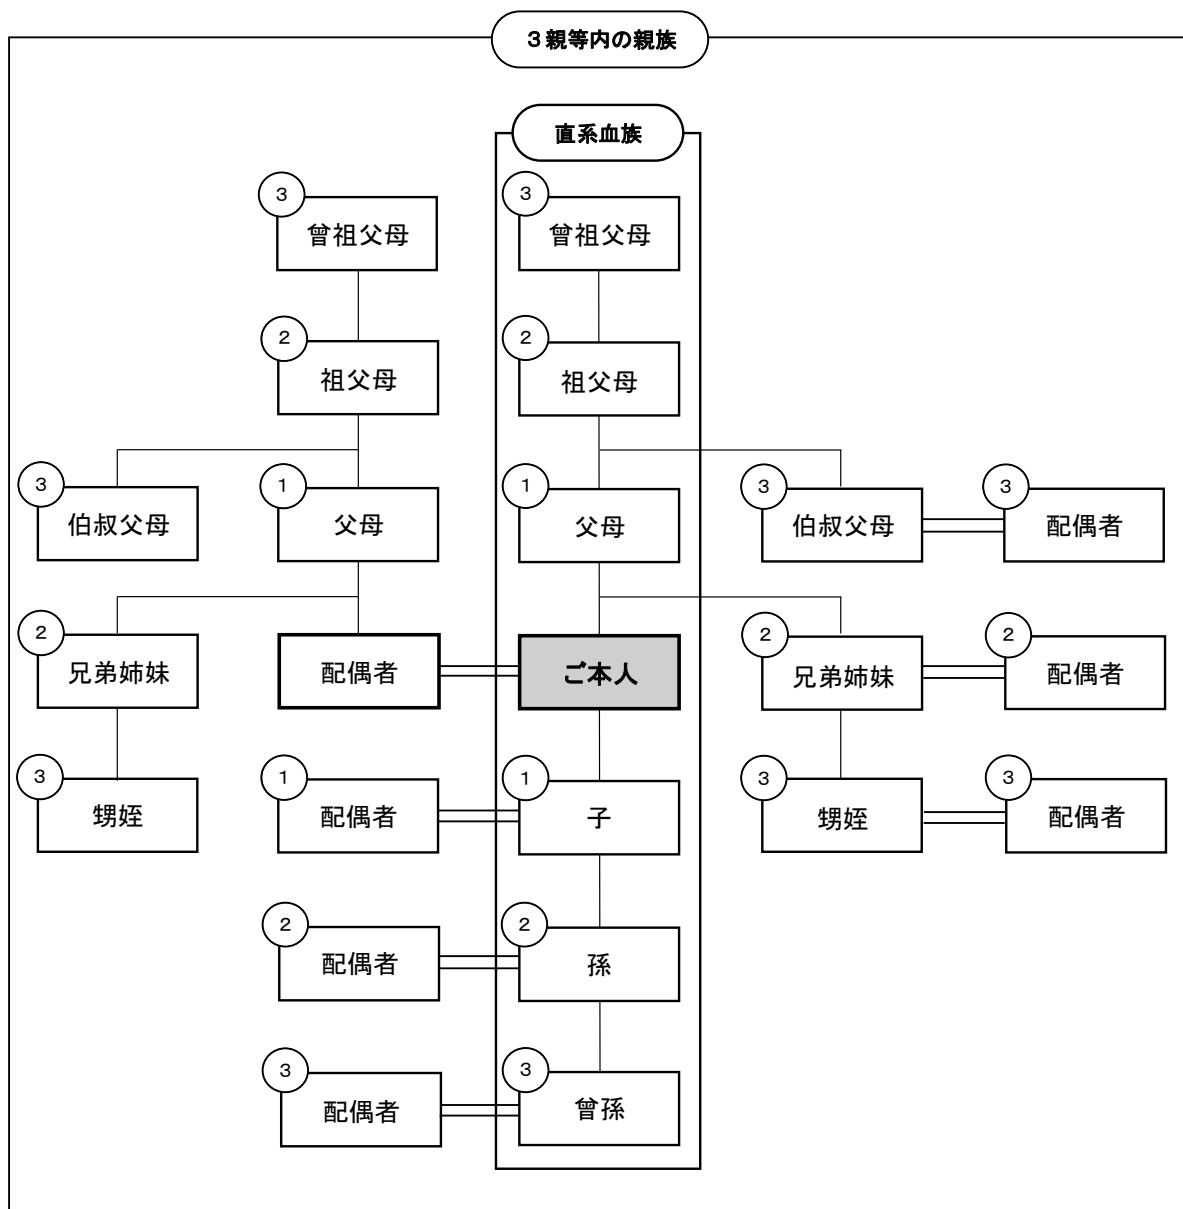 ３親等内の親族
直系血族
3
曾祖父母
3
曾祖父母
2
祖父母
2
祖父母
3
伯叔父母
1
父母
1
父母
3
伯叔父母
3
配偶者
2
兄弟姉妹
配偶者
ご本人
2
兄弟姉妹
2
配偶者
3
甥姪
1
配偶者
1
子
3
甥姪
3
配偶者
2
配偶者
2
孫
3
配偶者
3
曾孫